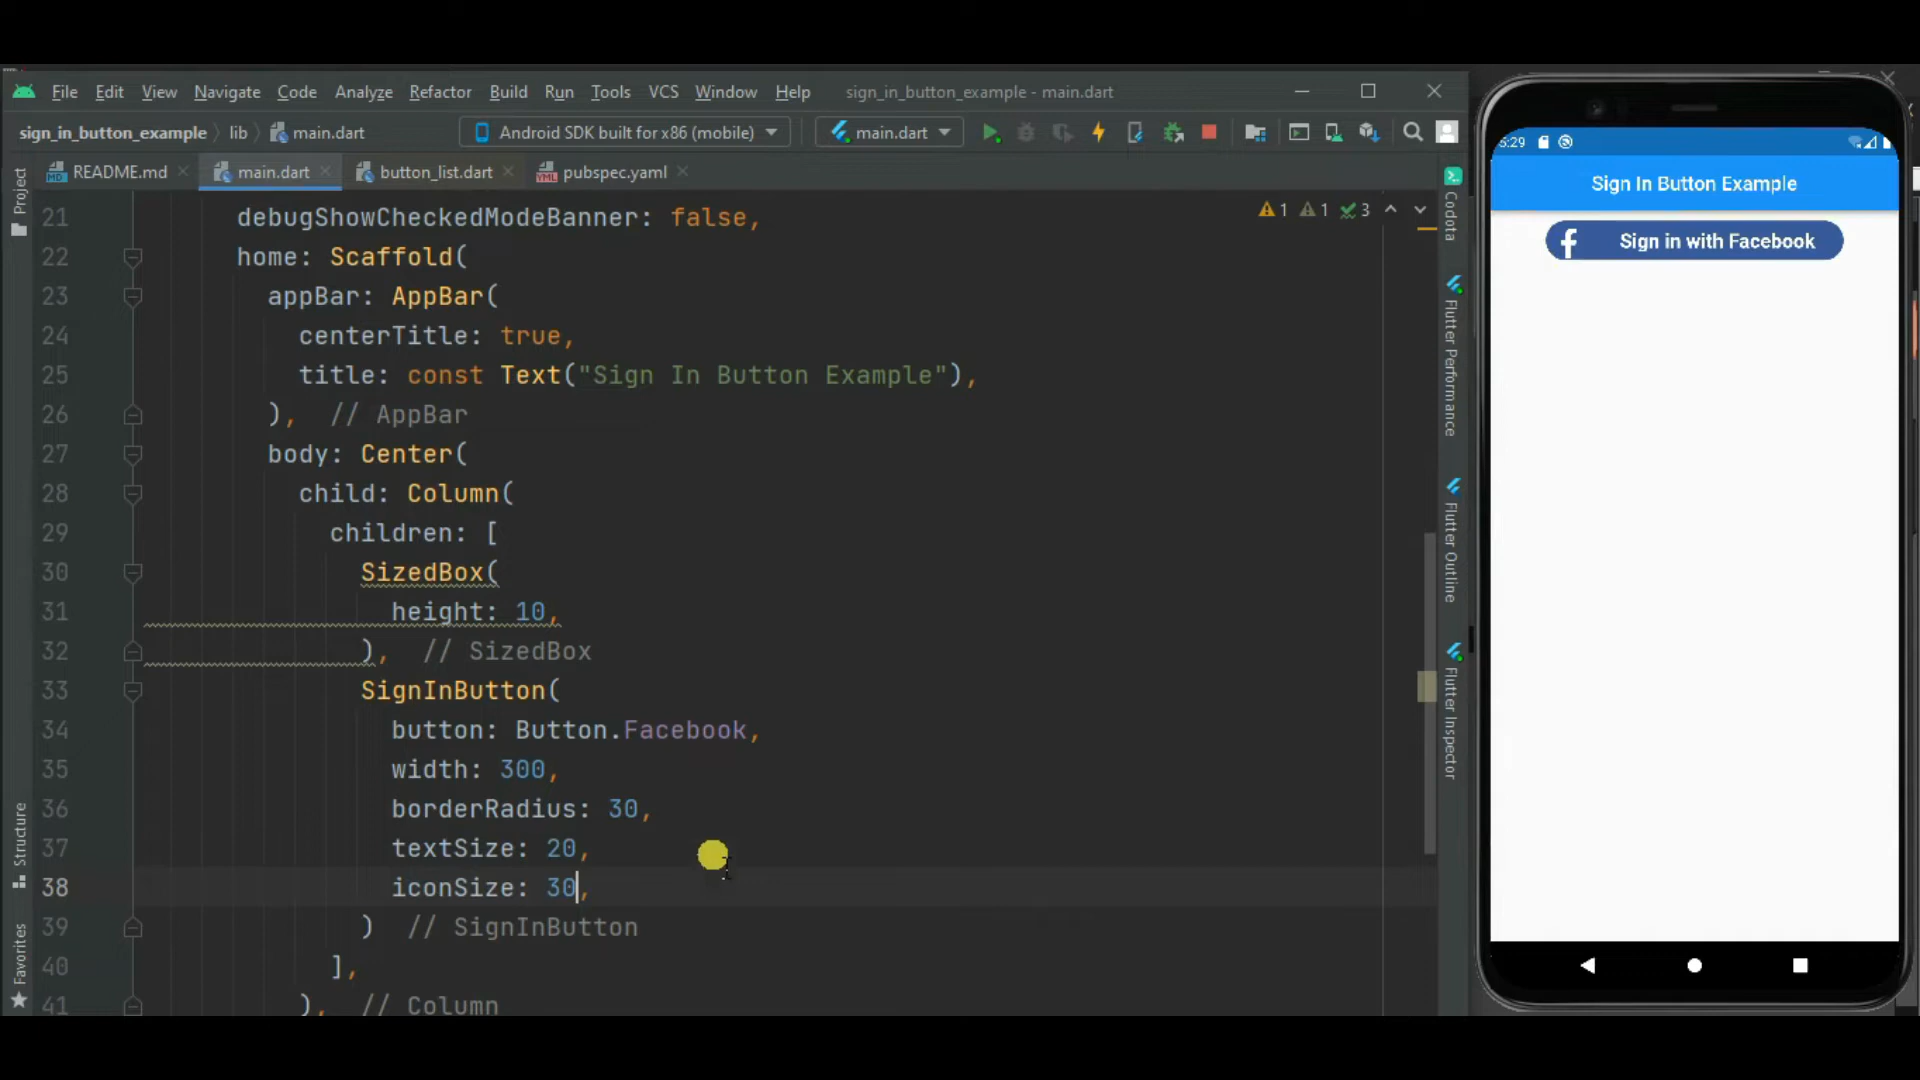 File Edit View Navigate Code Analyze Refactor Build Run Tools VCS Window Help sign_in_button_example - main.dart
sign_in_button_example lib main.dart Android SDK built for x86 (mobile) main.dart
README.md main.dart button_list.dart pubspec.yaml
1 1 3
21 debugShowCheckedModeBanner: false,
22 home: Scaffold(
23 appBar: AppBar(
24 centerTitle: true,
25 title: const Text("Sign In Button Example"),
26 ), // AppBar
27 body: Center(
28 child: Column(
29 children: [
30 SizedBox(
31 height: 10,
32 ), // SizedBox
33 SignInButton(
34 button: Button.Facebook,
35 width: 300,
36 borderRadius: 30,
37 textSize: 20,
38 iconSize: 30,
39 ) // SignInButton
40 ],
41 ), // Column
Project
Structure
Favorites
Codota
Flutter Performance
Flutter Outline
Flutter Inspector
5:29
Sign In Button Example
Sign in with Facebook